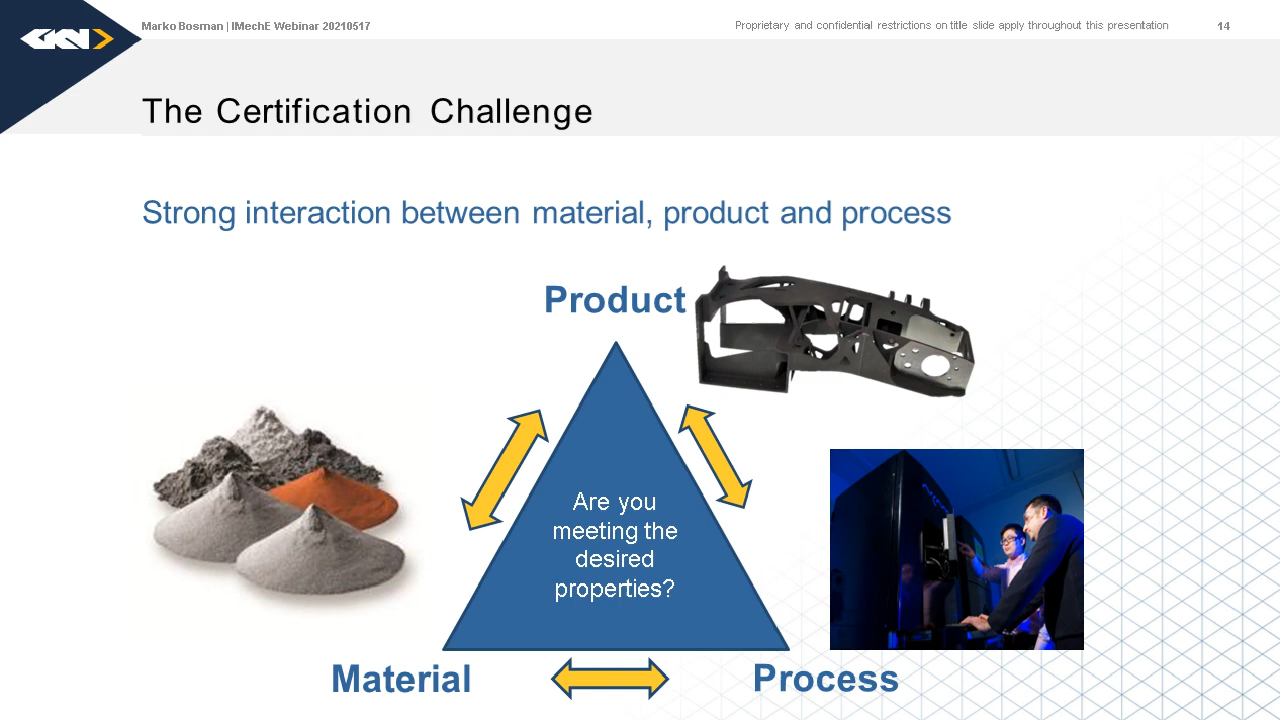 Marko Bosman | IMechE Webinar 20210517
Proprietary and confidential restrictions on title slide apply throughout this presentation
14
GKN
The Certification Challenge
Strong interaction between material, product and process
Product
Are you
meeting the
desired
properties?
Material
Process